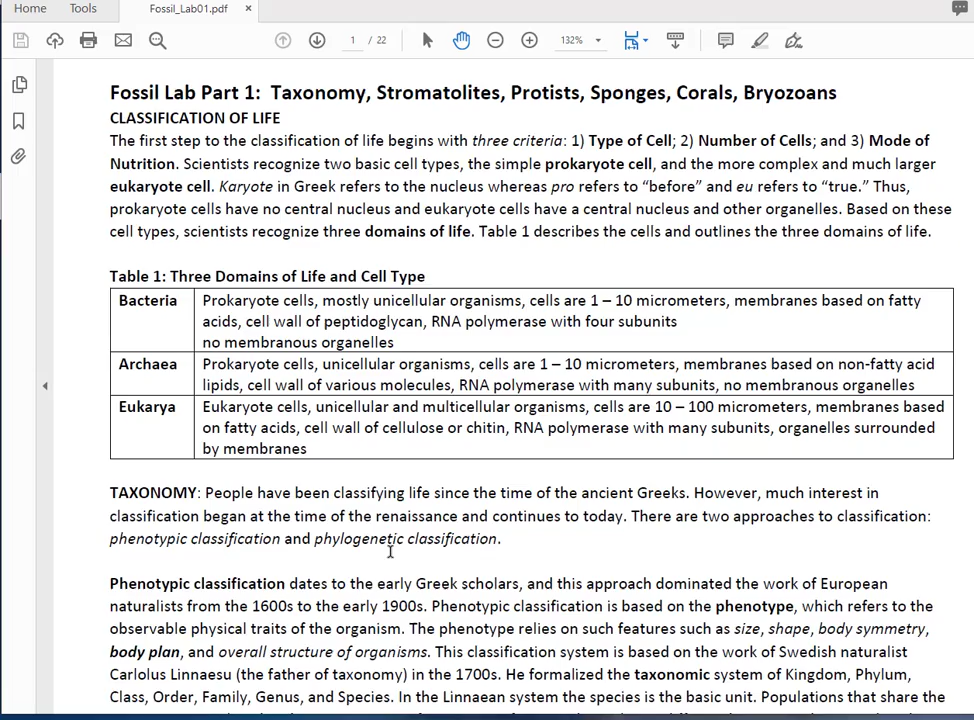 Home Tools Fossil_Lab01.pdf ×
1 / 22 132%
Fossil Lab Part 1: Taxonomy, Stromatolites, Protists, Sponges, Corals, Bryozoans
CLASSIFICATION OF LIFE
The first step to the classification of life begins with three criteria: 1) Type of Cell; 2) Number of Cells; and 3) Mode of
Nutrition. Scientists recognize two basic cell types, the simple prokaryote cell, and the more complex and much larger
eukaryote cell. Karyote in Greek refers to the nucleus whereas pro refers to “before” and eu refers to “true.” Thus,
prokaryote cells have no central nucleus and eukaryote cells have a central nucleus and other organelles. Based on these
cell types, scientists recognize three domains of life. Table 1 describes the cells and outlines the three domains of life.
Table 1: Three Domains of Life and Cell Type
Bacteria Prokaryote cells, mostly unicellular organisms, cells are 1 – 10 micrometers, membranes based on fatty
acids, cell wall of peptidoglycan, RNA polymerase with four subunits
no membranous organelles
Archaea Prokaryote cells, unicellular organisms, cells are 1 – 10 micrometers, membranes based on non-fatty acid
lipids, cell wall of various molecules, RNA polymerase with many subunits, no membranous organelles
Eukarya Eukaryote cells, unicellular and multicellular organisms, cells are 10 – 100 micrometers, membranes based
on fatty acids, cell wall of cellulose or chitin, RNA polymerase with many subunits, organelles surrounded
by membranes
TAXONOMY: People have been classifying life since the time of the ancient Greeks. However, much interest in
classification began at the time of the renaissance and continues to today. There are two approaches to classification:
phenotypic classification and phylogenetic classification.
Phenotypic classification dates to the early Greek scholars, and this approach dominated the work of European
naturalists from the 1600s to the early 1900s. Phenotypic classification is based on the phenotype, which refers to the
observable physical traits of the organism. The phenotype relies on such features such as size, shape, body symmetry,
body plan, and overall structure of organisms. This classification system is based on the work of Swedish naturalist
Carlolus Linnaesu (the father of taxonomy) in the 1700s. He formalized the taxonomic system of Kingdom, Phylum,
Class, Order, Family, Genus, and Species. In the Linnaean system the species is the basic unit. Populations that share the